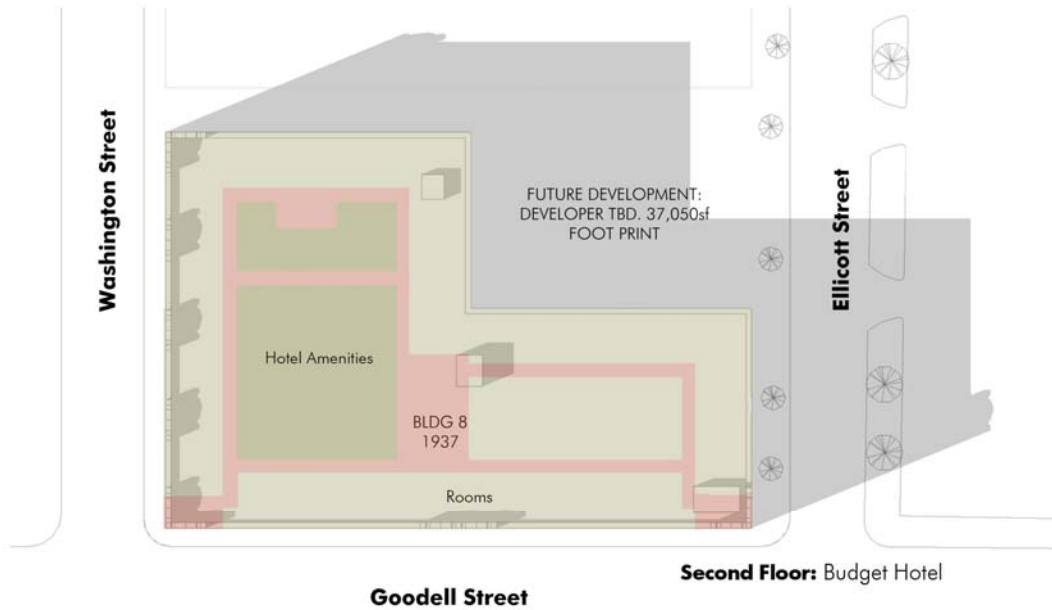 Washington Street
FUTURE DEVELOPMENT:
DEVELOPER TBD. 37,050sf
FOOT PRINT
Ellicott Street
Hotel Amenities
BLDG 8
1937
Rooms
Second Floor: Budget Hotel
Goodell Street